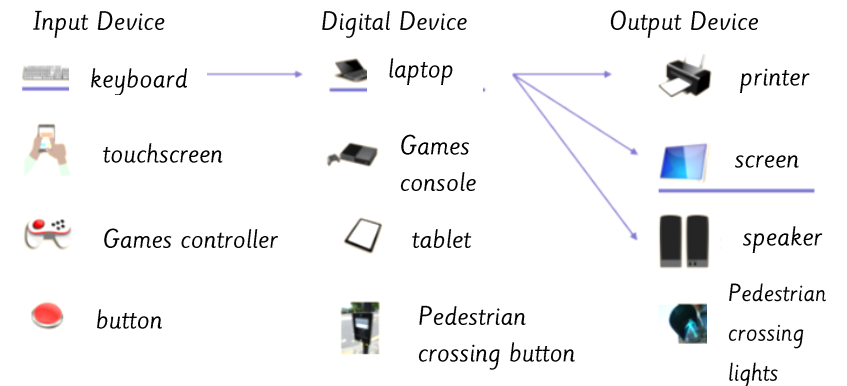 Input Device Digital Device Output Device
keyboard laptop printer
touchscreen Games console screen
Games controller tablet speaker
button Pedestrian crossing button Pedestrian crossing lights